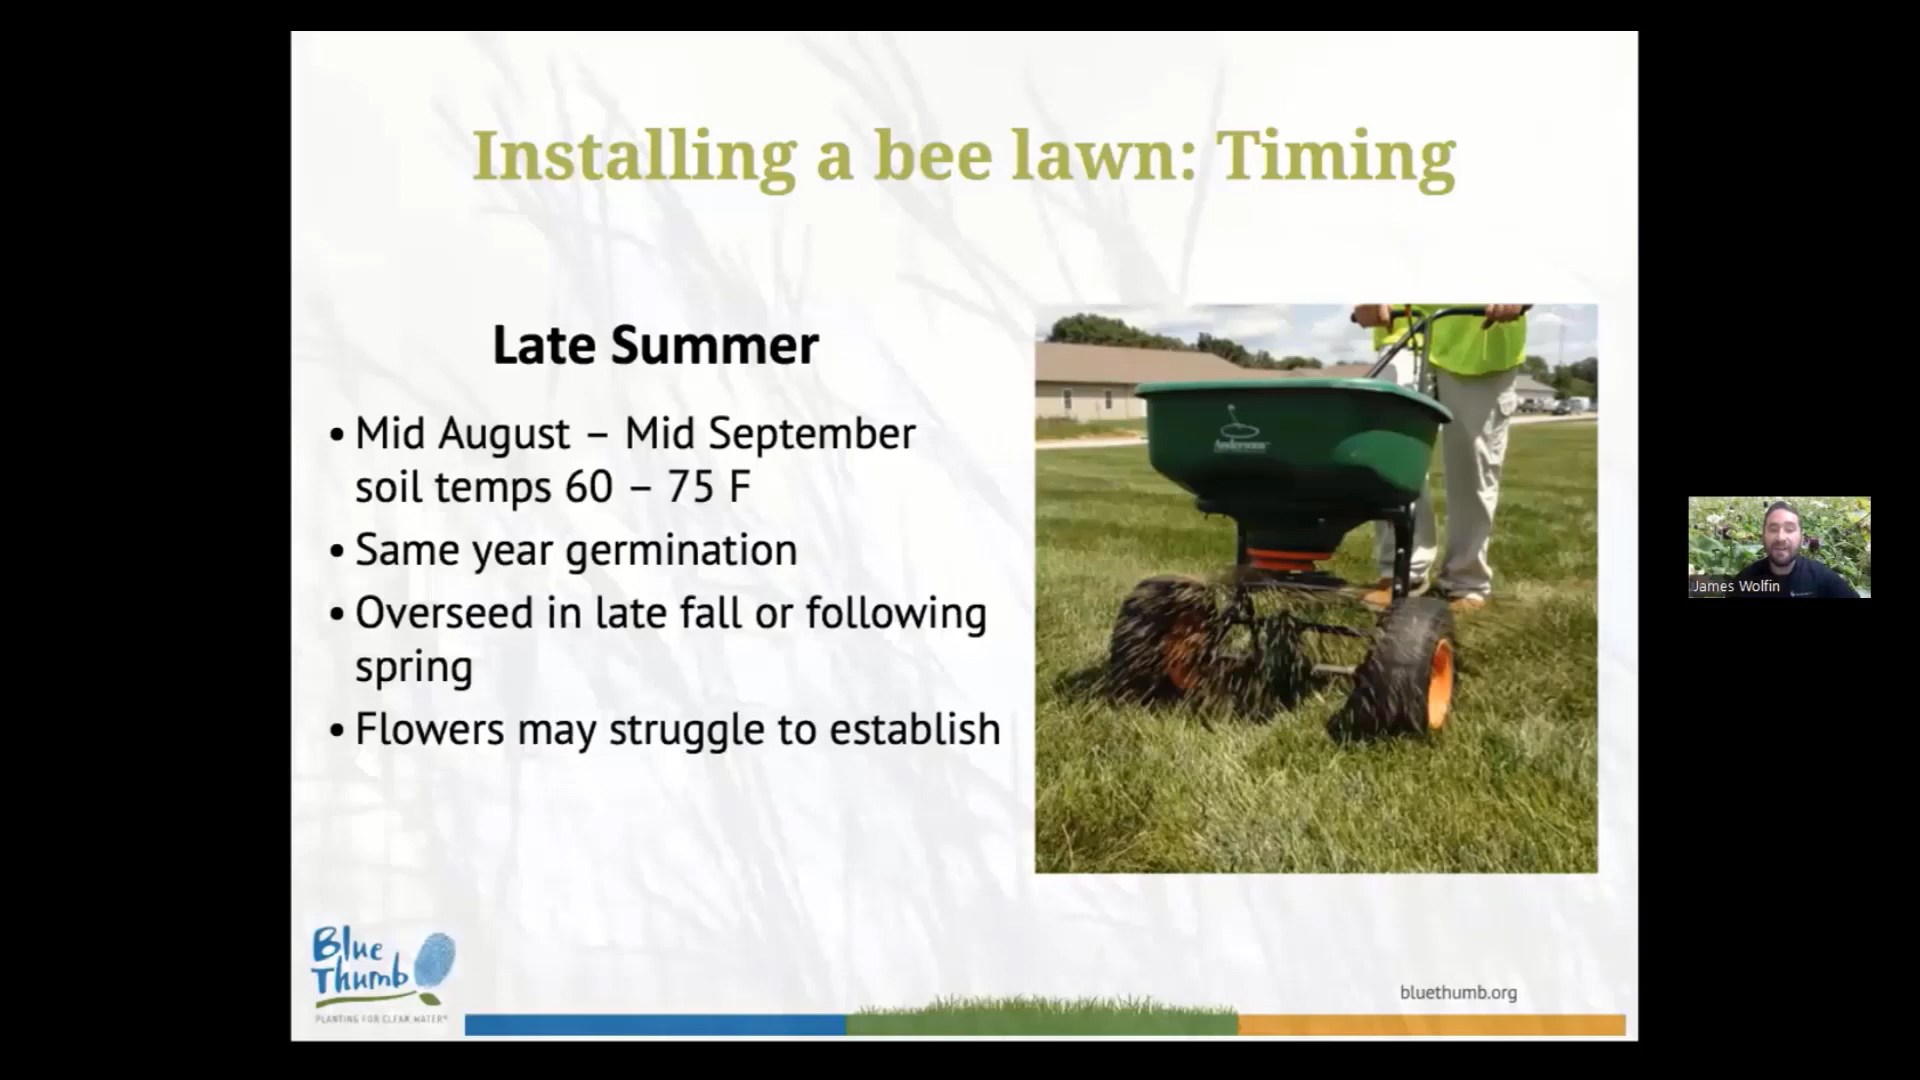 Installing a bee lawn: Timing
Late Summer
• Mid August – Mid September
soil temps 60 – 75 F
• Same year germination
• Overseed in late fall or following
spring
• Flowers may struggle to establish
Andersons
James Wolfin
Blue
Thumb
PLANTING FOR CLEAN WATER®
bluethumb.org